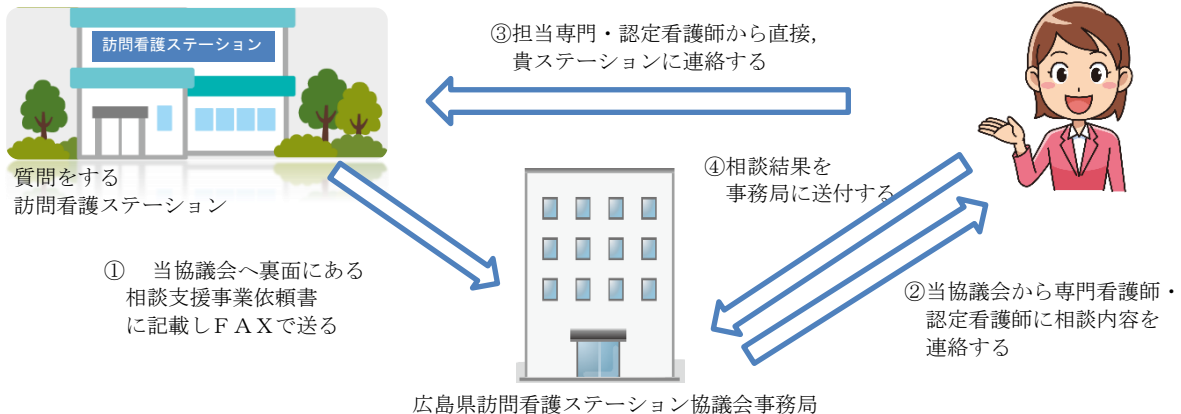 訪問看護ステーション
質問をする
訪問看護ステーション
① 当協議会へ裏面にある
相談支援事業依頼書
に記載しＦＡＸで送る
広島県訪問看護ステーション協議会事務局
②当協議会から専門看護師・
認定看護師に相談内容を
連絡する
③担当専門・認定看護師から直接,
貴ステーションに連絡する
④相談結果を
事務局に送付する